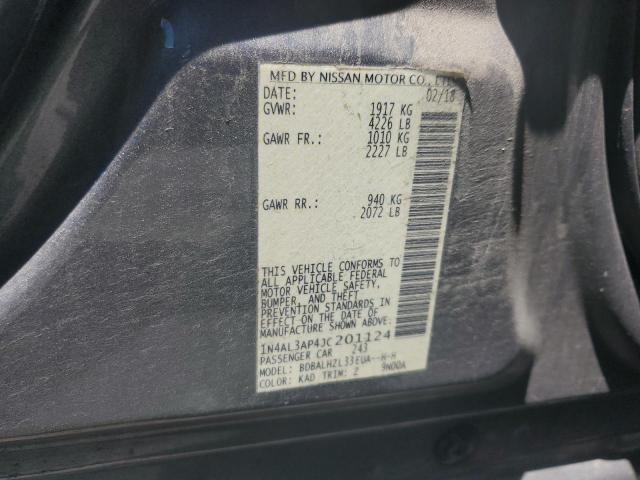 MFD BY NISSAN MOTOR CO., LTD
DATE: 02/18
GVWR: 1917 KG
4226 LB
GAWR FR.: 1010 KG
2227 LB
GAWR RR.: 940 KG
2072 LB
THIS VEHICLE CONFORMS TO
ALL APPLICABLE FEDERAL
MOTOR VEHICLE SAFETY,
BUMPER, AND THEFT
PREVENTION STANDARDS IN
EFFECT ON THE DATE OF
MANUFACTURE SHOWN ABOVE.
1N4AL3AP4JC201124
PASSENGER CAR 243
MODEL: BDBALHZL33EUA--H-H
COLOR: KAD TRIM: Z 9N00A